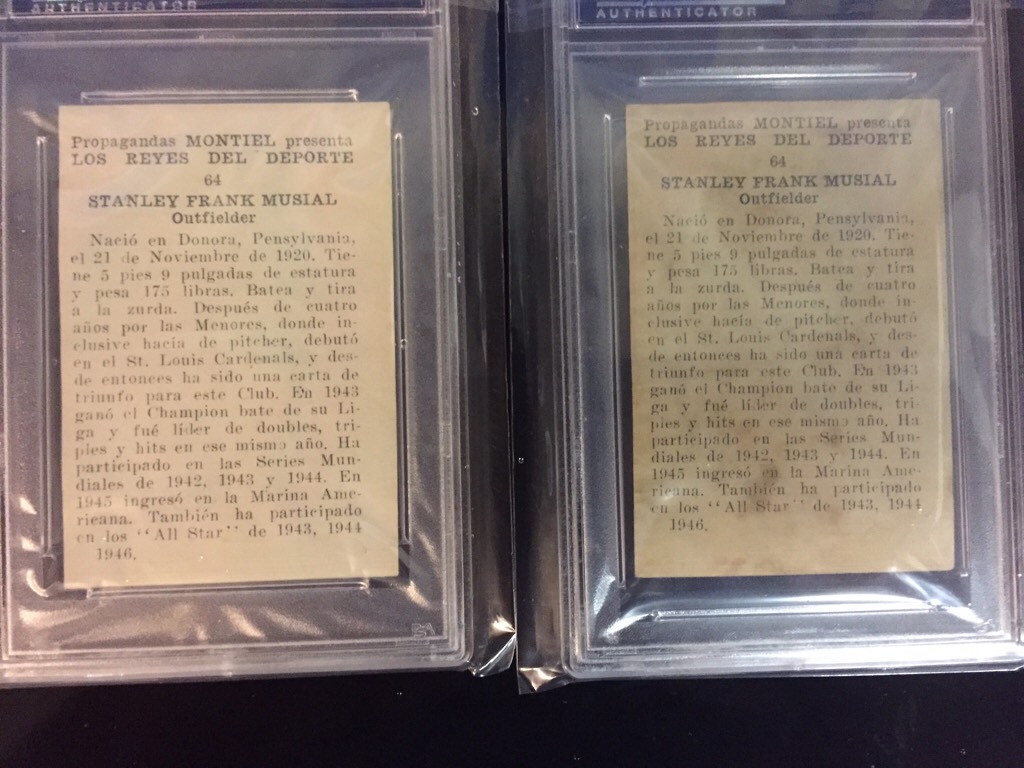 AUTHENTICATOR
Propagandas MONTIEL presenta
LOS REYES DEL DEPORTE
64
STANLEY FRANK MUSIAL
Outfielder
Nació en Donora, Pensylvania,
el 21 de Noviembre de 1920. Tie-
ne 5 pies 9 pulgadas de estatura
y pesa 175 libras. Batea y tira
a la zurda. Después de cuatro
años por las Menores, donde in-
clusive hacía de pitcher, debutó
en el St. Louis Cardenals, y des-
de entonces ha sido una carta de
triunfo para este Club. En 1943
ganó el Champion bate de su Li-
ga y fué líder de doubles, tri-
ples y hits en ese mismo año. Ha
participado en las Series Mun-
diales de 1942, 1943 y 1944. En
1945 ingresó en la Marina Ame-
ricana. También ha participado
en los "All Star" de 1943, 1944
1946.
PSA
AUTHENTICATOR
Propagandas MONTIEL presenta
LOS REYES DEL DEPORTE
64
STANLEY FRANK MUSIAL
Outfielder
Nació en Donora, Pensylvania,
el 21 de Noviembre de 1920. Tie-
ne 5 pies 9 pulgadas de estatura
y pesa 175 libras. Batea y tira
a la zurda. Después de cuatro
años por las Menores, donde in-
clusive hacía de pitcher, debutó
en el St. Louis Cardenals, y des-
de entonces ha sido una carta de
triunfo para este Club. En 1943
ganó el Champion bate de su Li-
ga y fué líder de doubles, tri-
ples y hits en ese mismo año. Ha
participado en las Series Mun-
diales de 1942, 1943 y 1944. En
1945 ingresó en la Marina Ame-
ricana. También ha participado
en los "All Star" de 1943, 1944
1946.